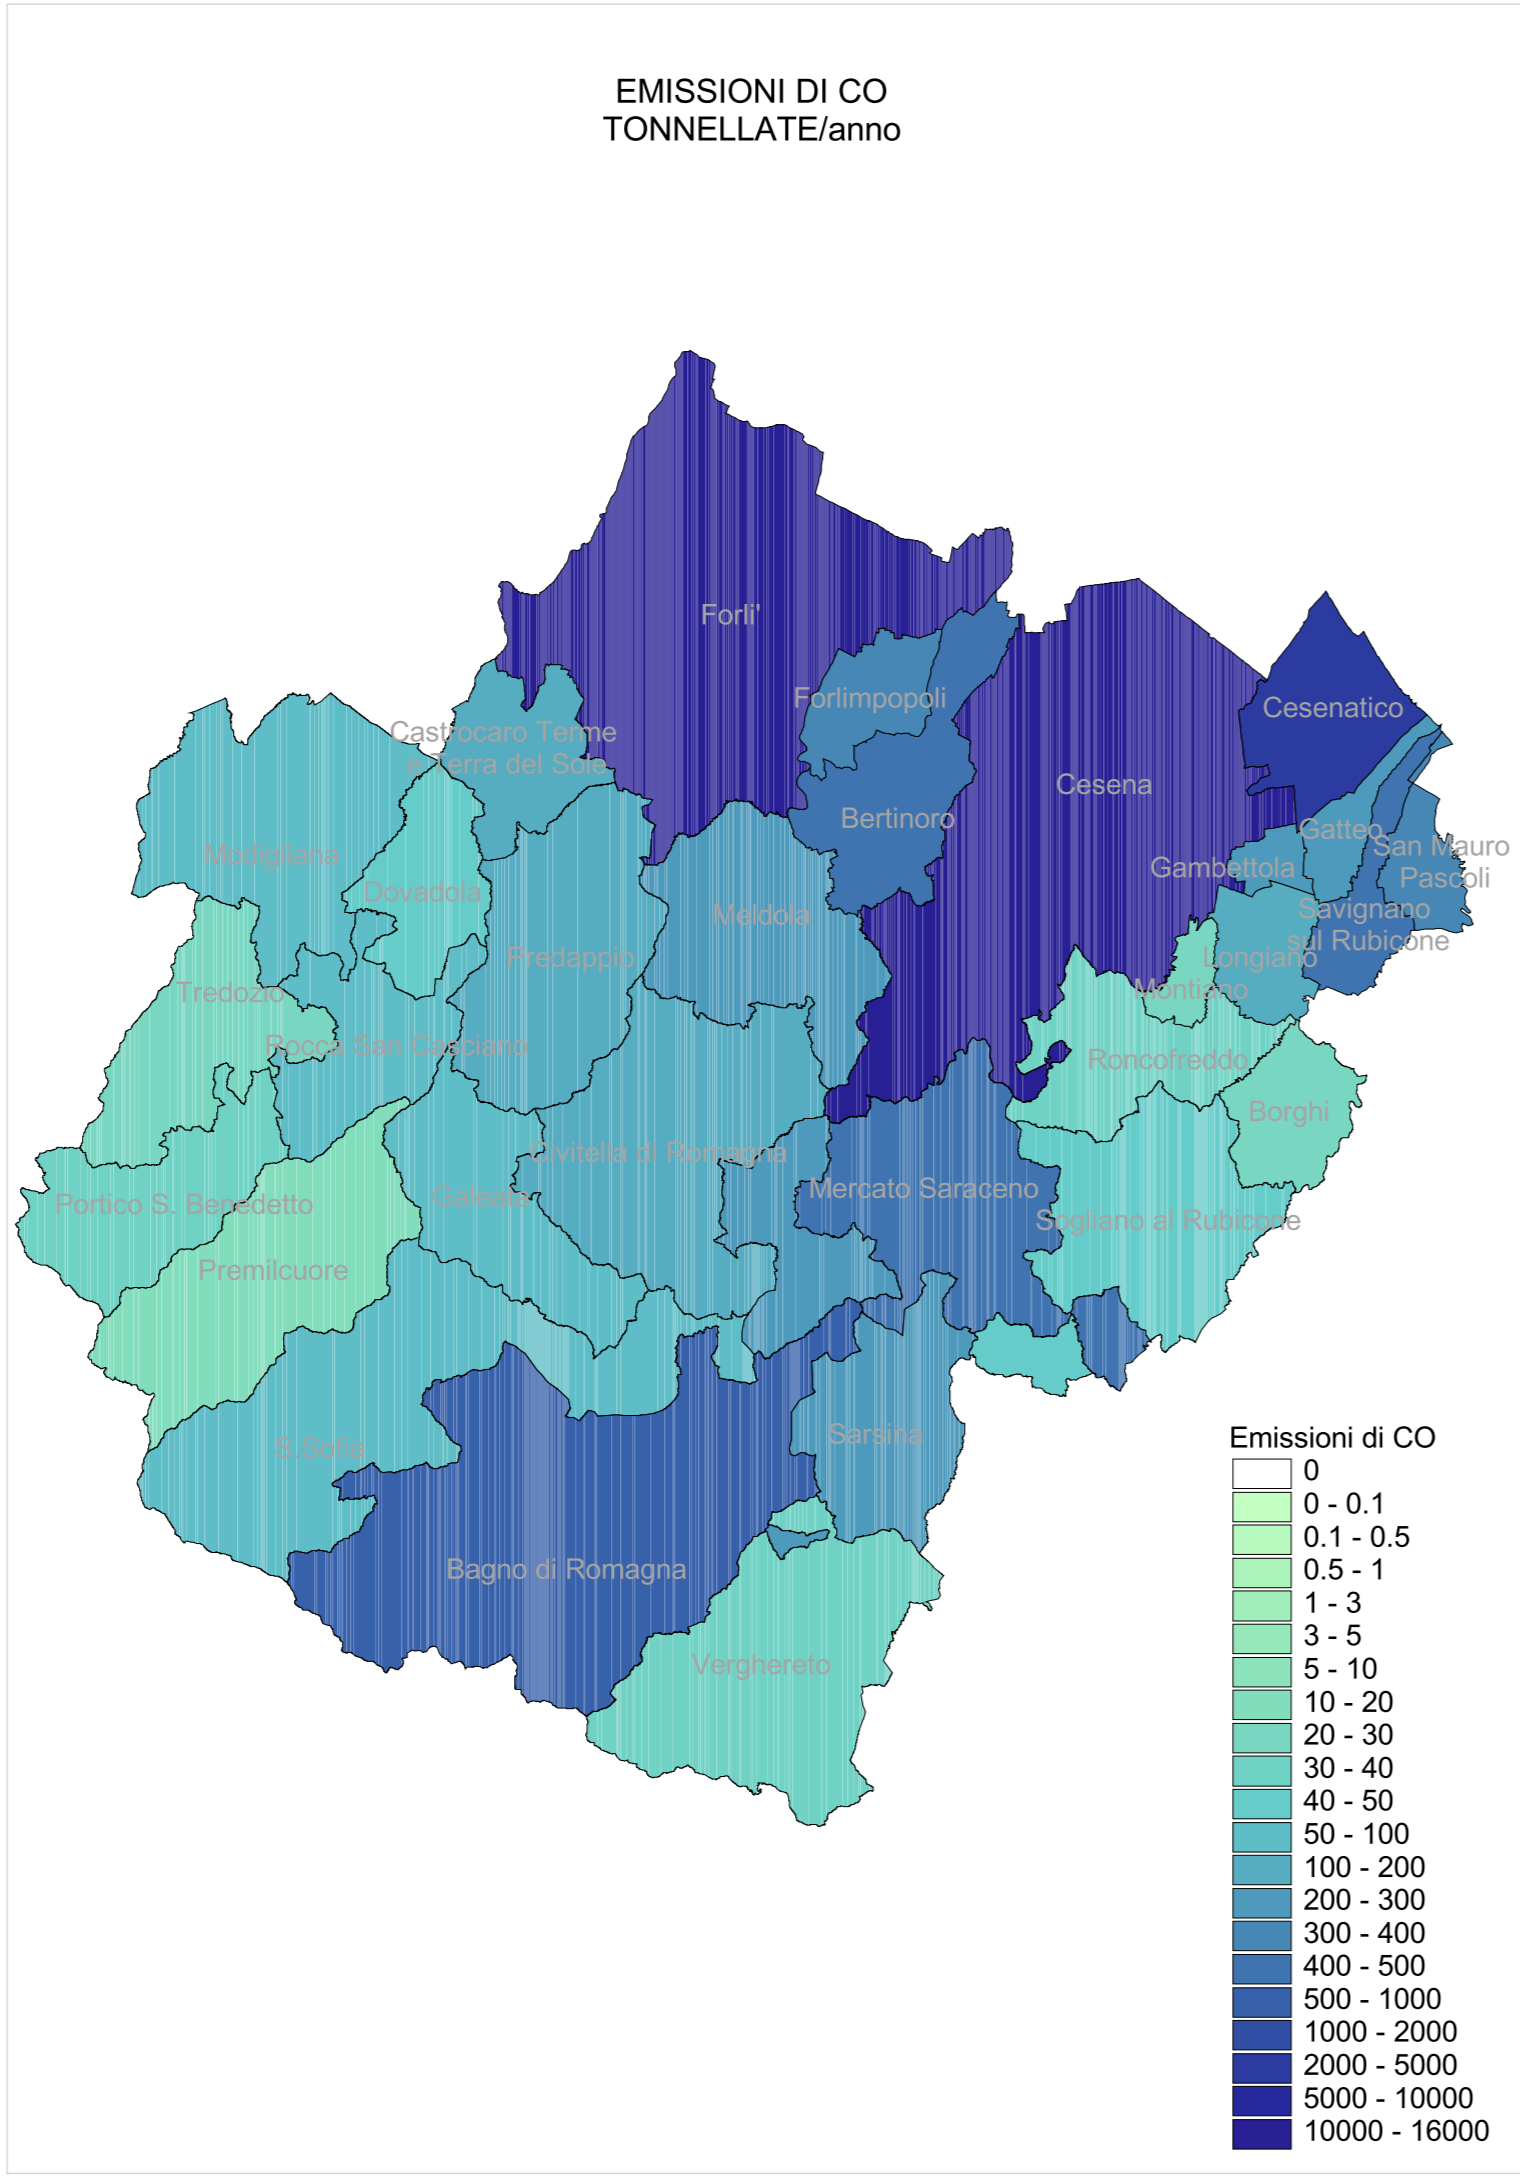 EMISSIONI DI CO
TONNELLATE/anno
Forli'
Forlimpopoli
Cesenatico
Castrocaro Terme
e Terra del Sole
Cesena
Bertinoro
Gatteo
San Mauro
Pascoli
Modigliana
Gambettola
Dovadola
Meldola
Savignano
sul Rubicone
Predappio
Longiano
Tredozio
Montiano
Rocca San Casciano
Roncofreddo
Borghi
Civitella di Romagna
Mercato Saraceno
Galeata
Portico S. Benedetto
Sogliano al Rubicone
Premilcuore
Sarsina
S.Sofia
Bagno di Romagna
Verghereto
Emissioni di CO
0
0 - 0.1
0.1 - 0.5
0.5 - 1
1 - 3
3 - 5
5 - 10
10 - 20
20 - 30
30 - 40
40 - 50
50 - 100
100 - 200
200 - 300
300 - 400
400 - 500
500 - 1000
1000 - 2000
2000 - 5000
5000 - 10000
10000 - 16000